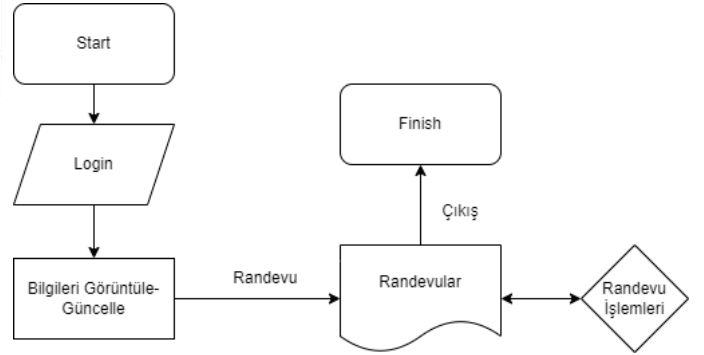 Start
Login
Bilgileri Görüntüle-
Güncelle
Randevu
Randevular
Çıkış
Finish
Randevu
İşlemleri